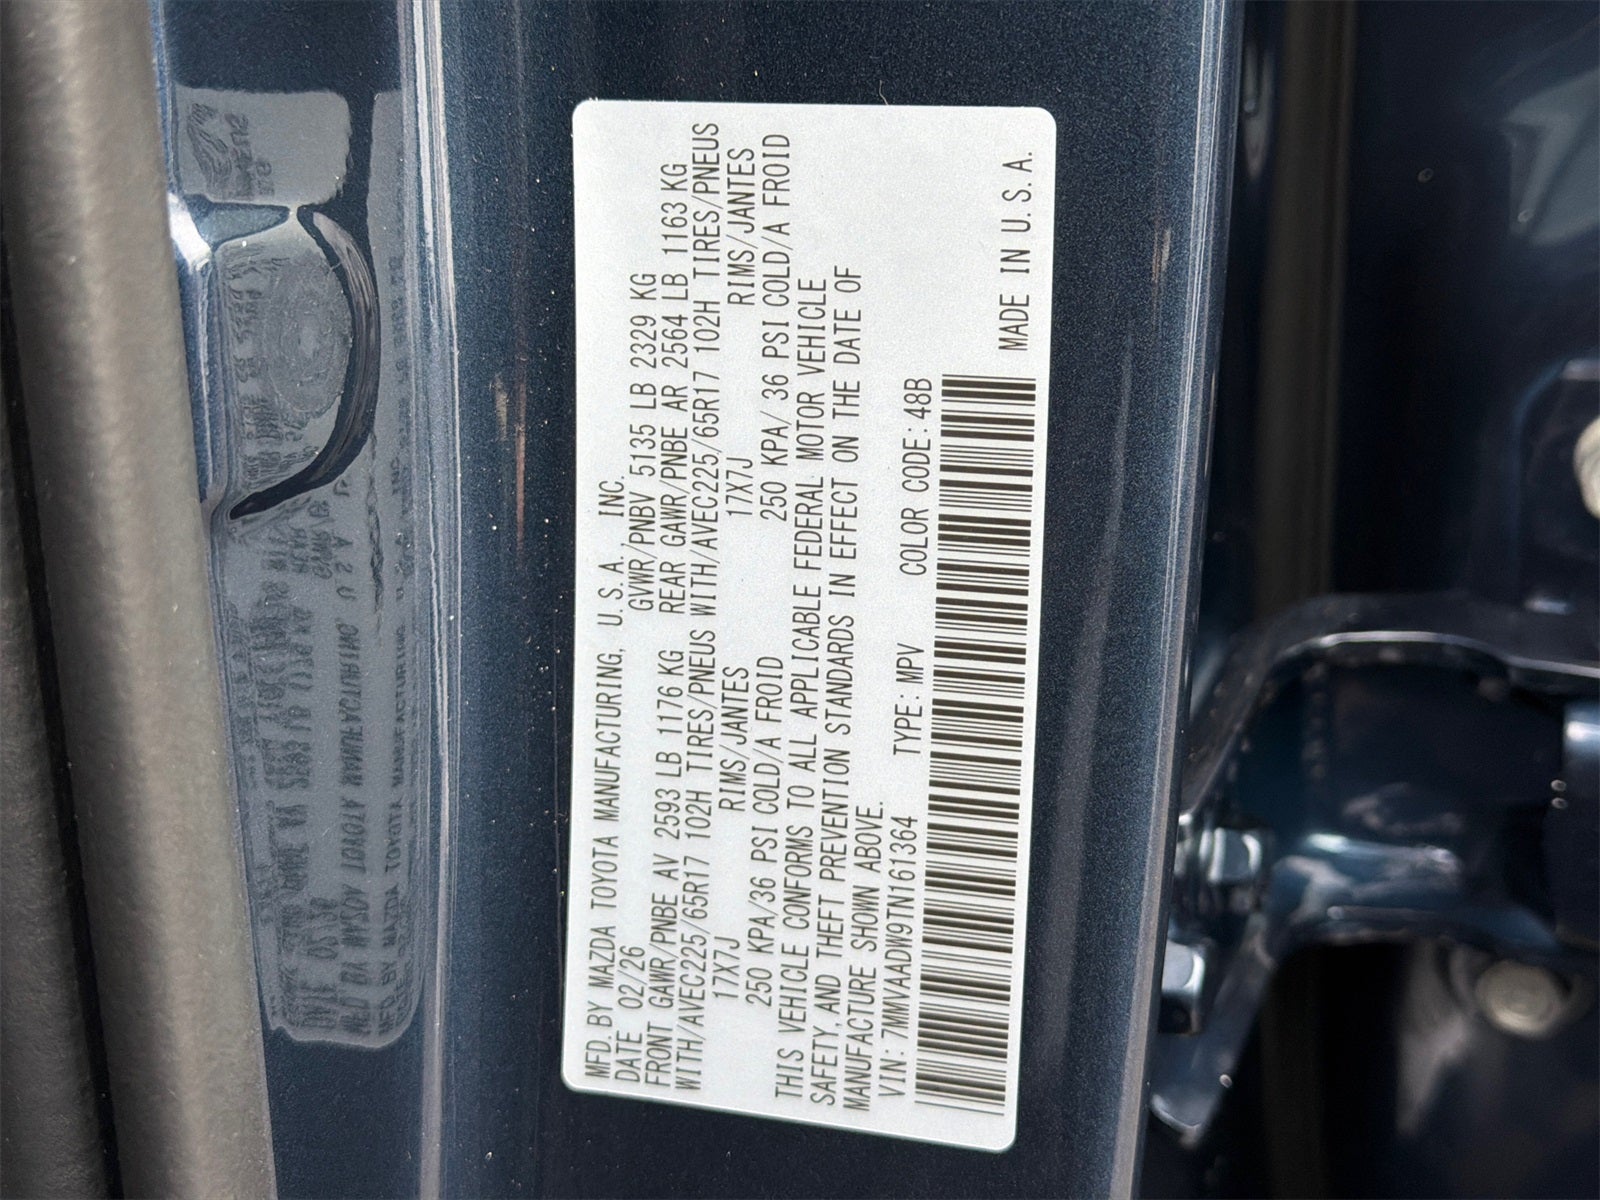 MFD. BY MAZDA TOYOTA MANUFACTURING, U.S.A. INC.
DATE 02/26 GVWR/PNBV 5135 LB 2329 KG
FRONT GAWR/PNBE AV 2593 LB 1176 KG REAR GAWR/PNBE AR 2564 LB 1163 KG
WITH/AVEC225/65R17 102H TIRES/PNEUS WITH/AVEC225/65R17 102H TIRES/PNEUS
17X7J RIMS/JANTES 17X7J RIMS/JANTES
250 KPA/36 PSI COLD/A FROID 250 KPA/ 36 PSI COLD/A FROID
THIS VEHICLE CONFORMS TO ALL APPLICABLE FEDERAL MOTOR VEHICLE
SAFETY, AND THEFT PREVENTION STANDARDS IN EFFECT ON THE DATE OF
MANUFACTURE SHOWN ABOVE.
VIN: 7MMVAADW9TN161364 TYPE: MPV COLOR CODE: 48B
MADE IN U.S.A.